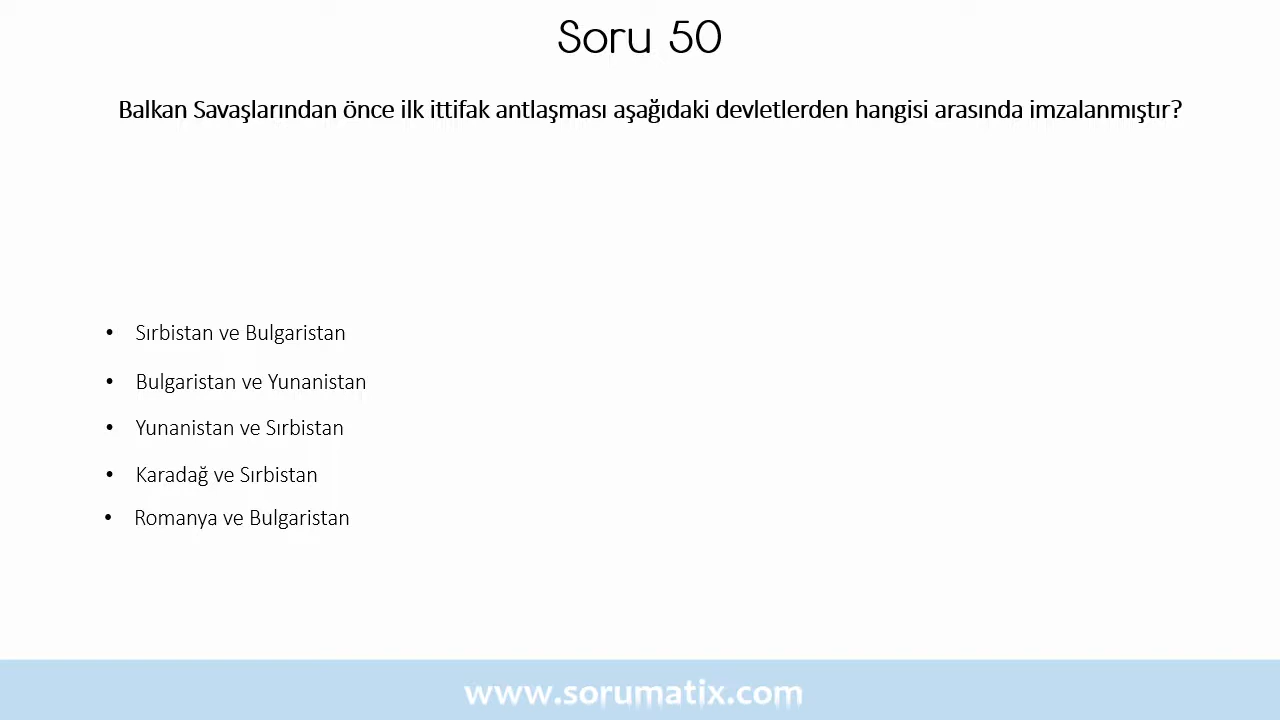 Soru 50
Balkan Savaşlarından önce ilk ittifak antlaşması aşağıdaki devletlerden hangisi arasında imzalanmıştır?
• Sırbistan ve Bulgaristan
• Bulgaristan ve Yunanistan
• Yunanistan ve Sırbistan
• Karadağ ve Sırbistan
• Romanya ve Bulgaristan
www.sorumatix.com